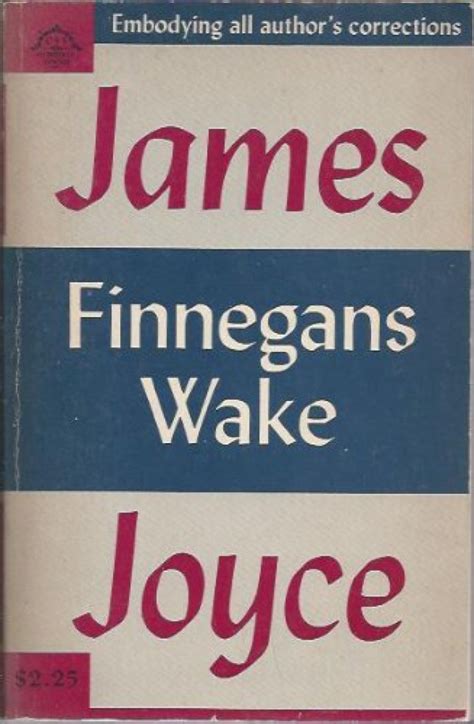 Embodying all author's corrections
James
Finnegans
Wake
Joyce
$2.25